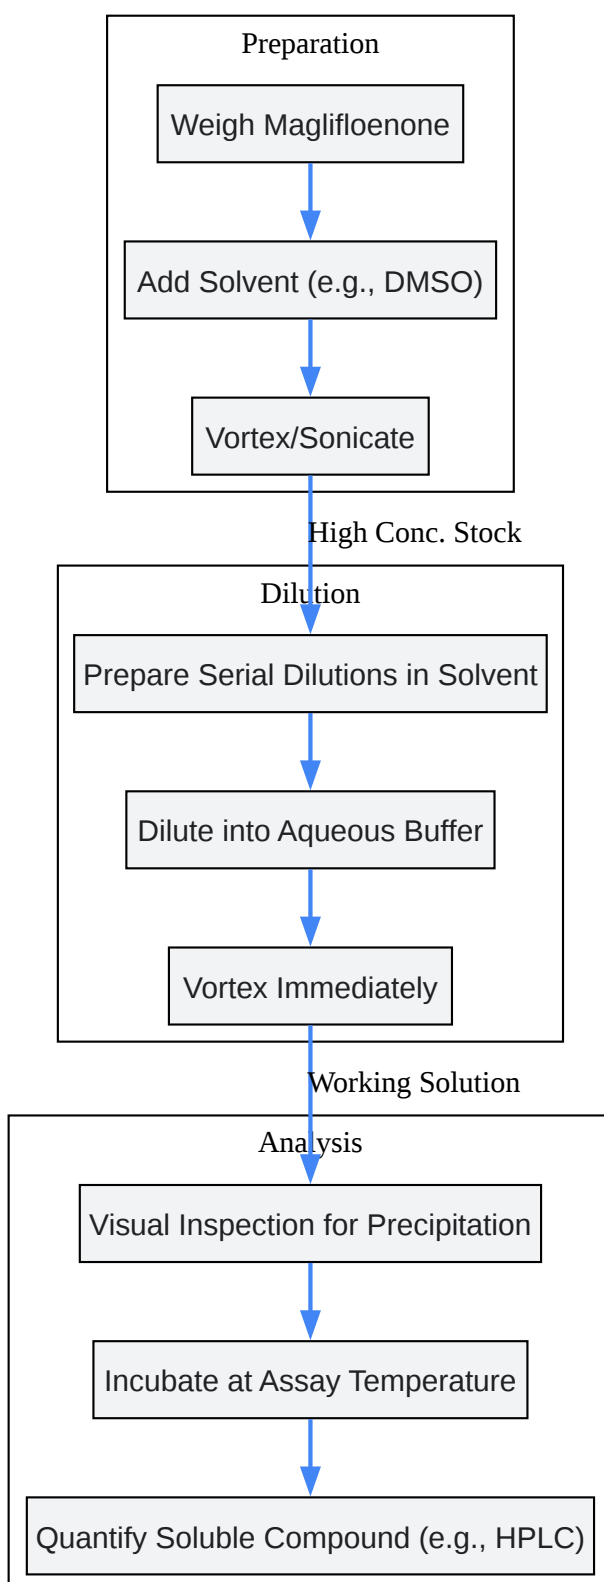 Preparation
Weigh Maglifloenone
Add Solvent (e.g., DMSO)
Vortex/Sonicate
High Conc. Stock
Dilution
Prepare Serial Dilutions in Solvent
Dilute into Aqueous Buffer
Vortex Immediately
Working Solution
Analysis
Visual Inspection for Precipitation
Incubate at Assay Temperature
Quantify Soluble Compound (e.g., HPLC)